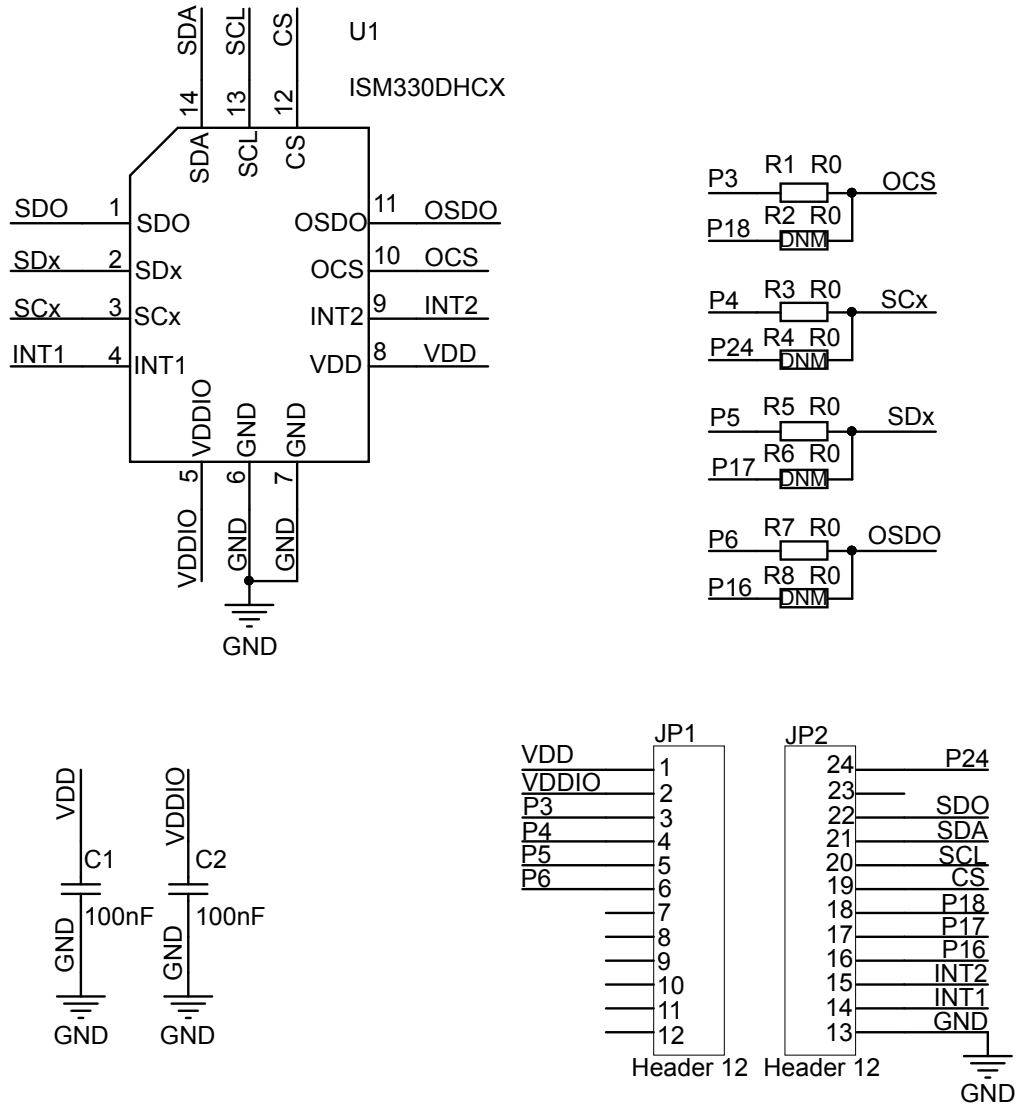 SDA
SCL
CS
U1
ISM330DHCX
14
13
12
SDA
SCL
CS
SDO 1 SDO
SDx 2 SDx
SCx 3 SCx
INT1 4 INT1
OSDO 11 OSDO
OCS 10 OCS
INT2 9 INT2
VDD 8 VDD
VDDIO
GND
GND
5
6
7
VDDIO
GND
GND
GND
P3 R1 R0 OCS
P18 R2 R0
DNM
P4 R3 R0 SCx
P24 R4 R0
DNM
P5 R5 R0 SDx
P17 R6 R0
DNM
P6 R7 R0 OSDO
P16 R8 R0
DNM
VDD
C1
100nF
GND
GND
VDDIO
C2
100nF
GND
GND
JP1
VDD 1
VDDIO 2
P3 3
P4 4
P5 5
P6 6
7
8
9
10
11
12
Header 12
JP2
24 P24
23
22 SDO
21 SDA
20 SCL
19 CS
18 P18
17 P17
16 P16
15 INT2
14 INT1
13 GND
Header 12
GND